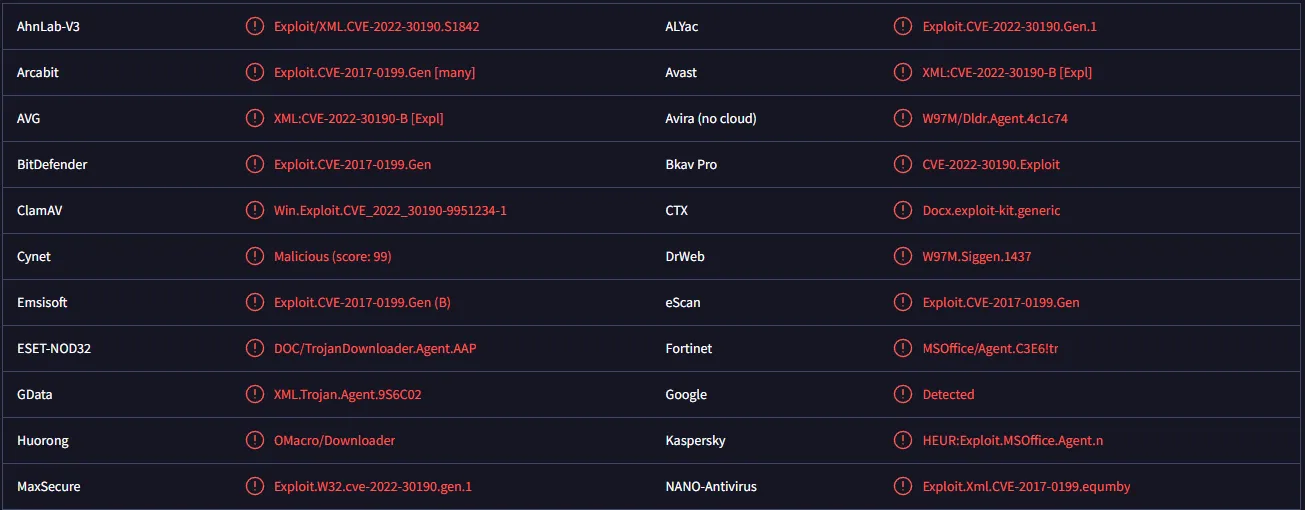 AhnLab-V3 Exploit/XML.CVE-2022-30190.S1842 ALYac Exploit.CVE-2022-30190.Gen.1
Arcabit Exploit.CVE-2017-0199.Gen [many] Avast XML:CVE-2022-30190-B [Expl]
AVG XML:CVE-2022-30190-B [Expl] Avira (no cloud) W97M/Dldr.Agent.4c1c74
BitDefender Exploit.CVE-2017-0199.Gen Bkav Pro CVE-2022-30190.Exploit
ClamAV Win.Exploit.CVE_2022_30190-9951234-1 CTX Docx.exploit-kit.generic
Cynet Malicious (score: 99) DrWeb W97M.Siggen.1437
Emsisoft Exploit.CVE-2017-0199.Gen (B) eScan Exploit.CVE-2017-0199.Gen
ESET-NOD32 DOC/TrojanDownloader.Agent.AAP Fortinet MSOffice/Agent.C3E6!tr
GData XML.Trojan.Agent.9S6C02 Google Detected
Huorong OMacro/Downloader Kaspersky HEUR:Exploit.MSOffice.Agent.n
MaxSecure Exploit.W32.cve-2022-30190.gen.1 NANO-Antivirus Exploit.Xml.CVE-2017-0199.equmby